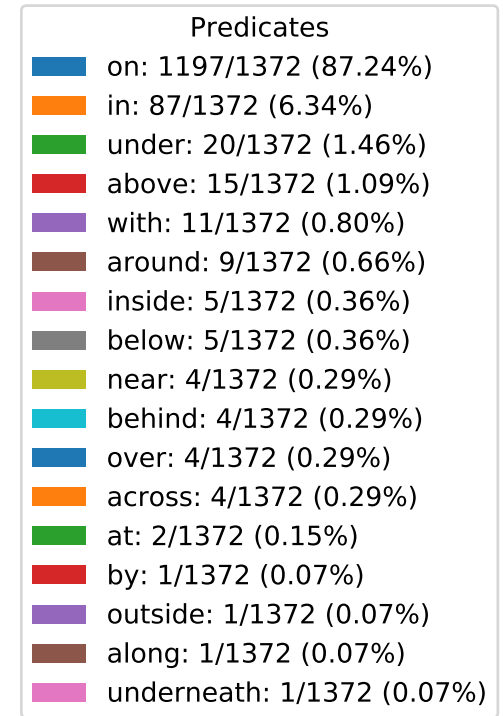 Predicates
on: 1197/1372 (87.24%)
in: 87/1372 (6.34%)
under: 20/1372 (1.46%)
above: 15/1372 (1.09%)
with: 11/1372 (0.80%)
around: 9/1372 (0.66%)
inside: 5/1372 (0.36%)
below: 5/1372 (0.36%)
near: 4/1372 (0.29%)
behind: 4/1372 (0.29%)
over: 4/1372 (0.29%)
across: 4/1372 (0.29%)
at: 2/1372 (0.15%)
by: 1/1372 (0.07%)
outside: 1/1372 (0.07%)
along: 1/1372 (0.07%)
underneath: 1/1372 (0.07%)